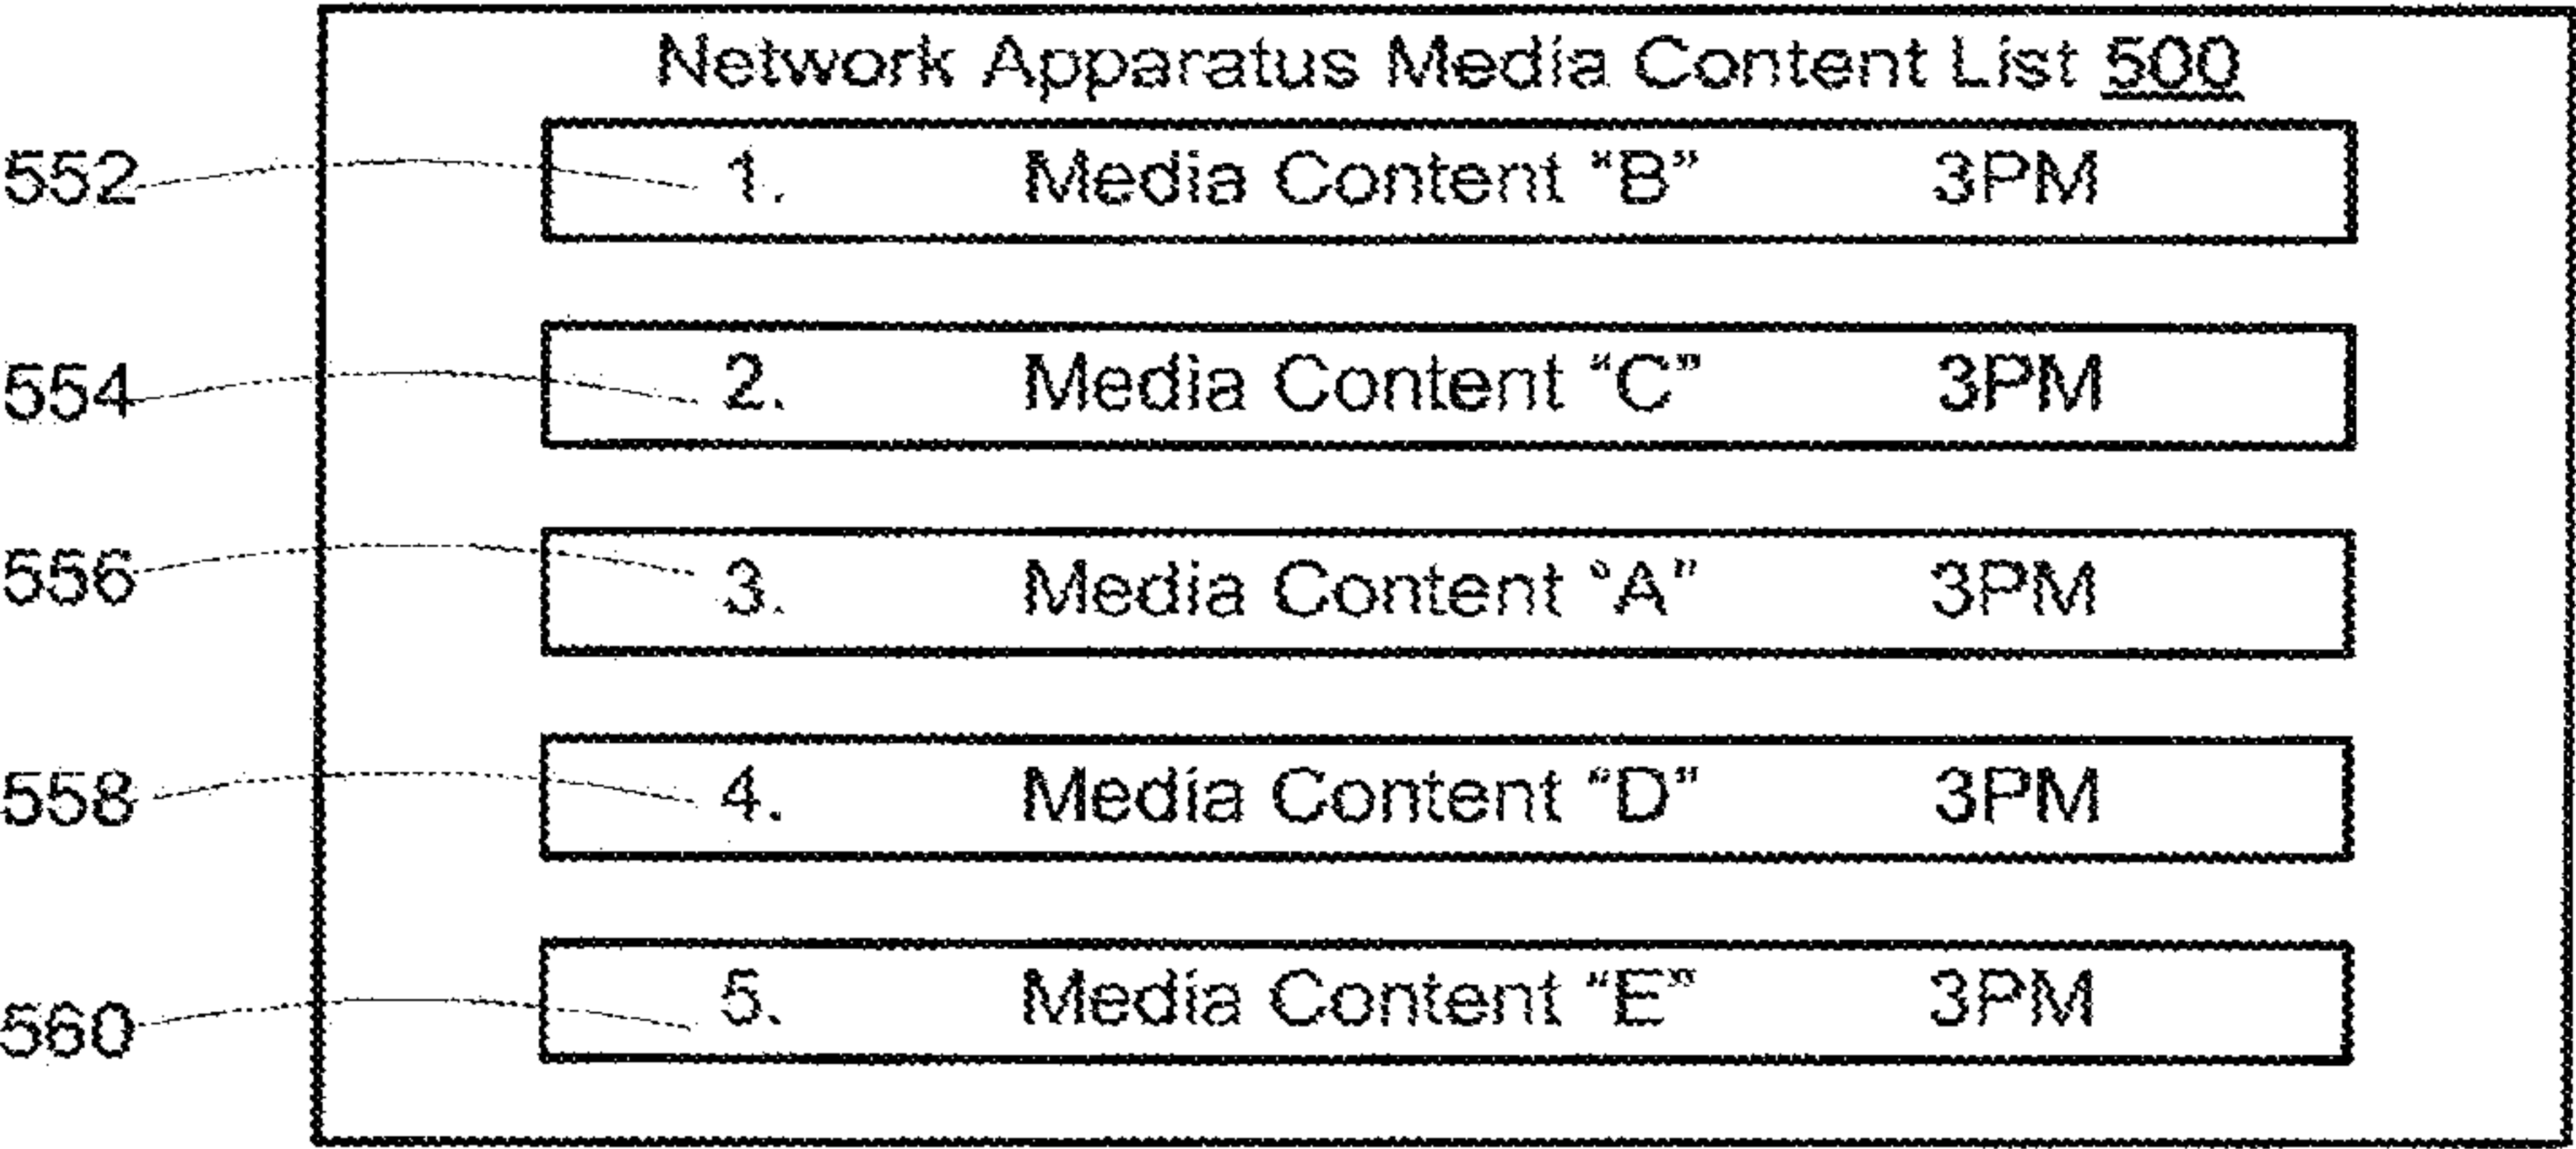 Network Apparatus Media Content List 500
552 1. Media Content “B” 3PM
554 2. Media Content “C” 3PM
556 3. Media Content “A” 3PM
558 4. Media Content “D” 3PM
560 5. Media Content “E” 3PM